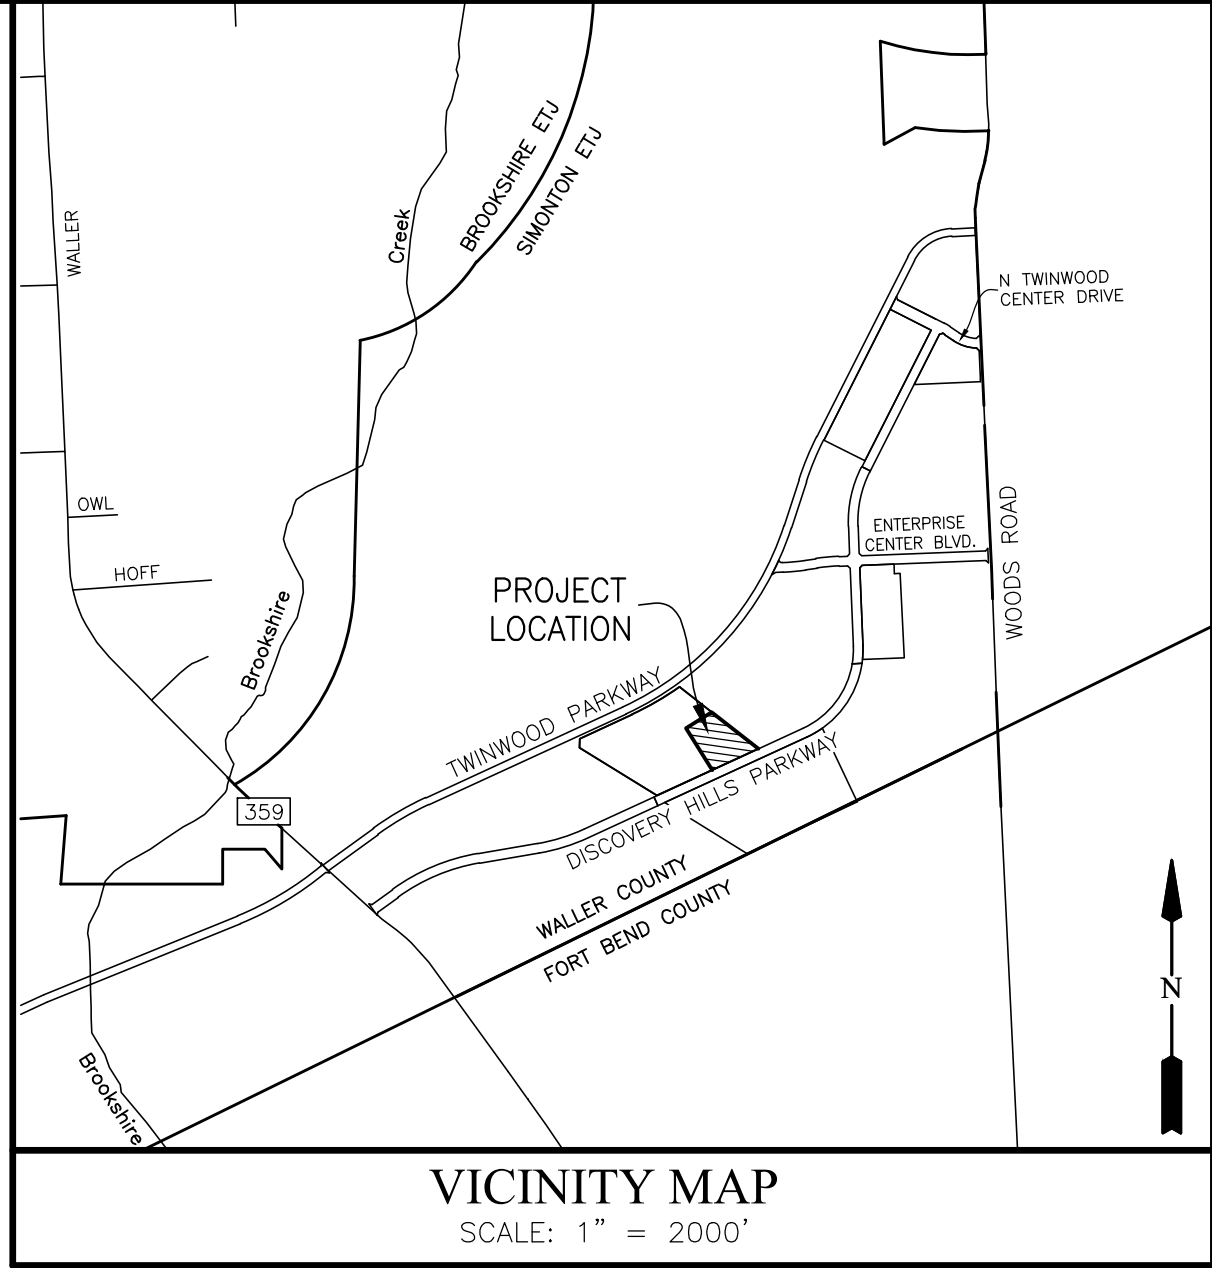 BROOKSHIRE ETJ
SIMONTON ETJ
WALLER
Creek
N TWINWOOD
CENTER DRIVE
OWL
HOFF
ENTERPRISE
CENTER BLVD.
WOODS ROAD
PROJECT
LOCATION
Brookshire
TWINWOOD PARKWAY
359
DISCOVERY HILLS PARKWAY
WALLER COUNTY
FORT BEND COUNTY
N
Brookshire
VICINITY MAP
SCALE: 1" = 2000'